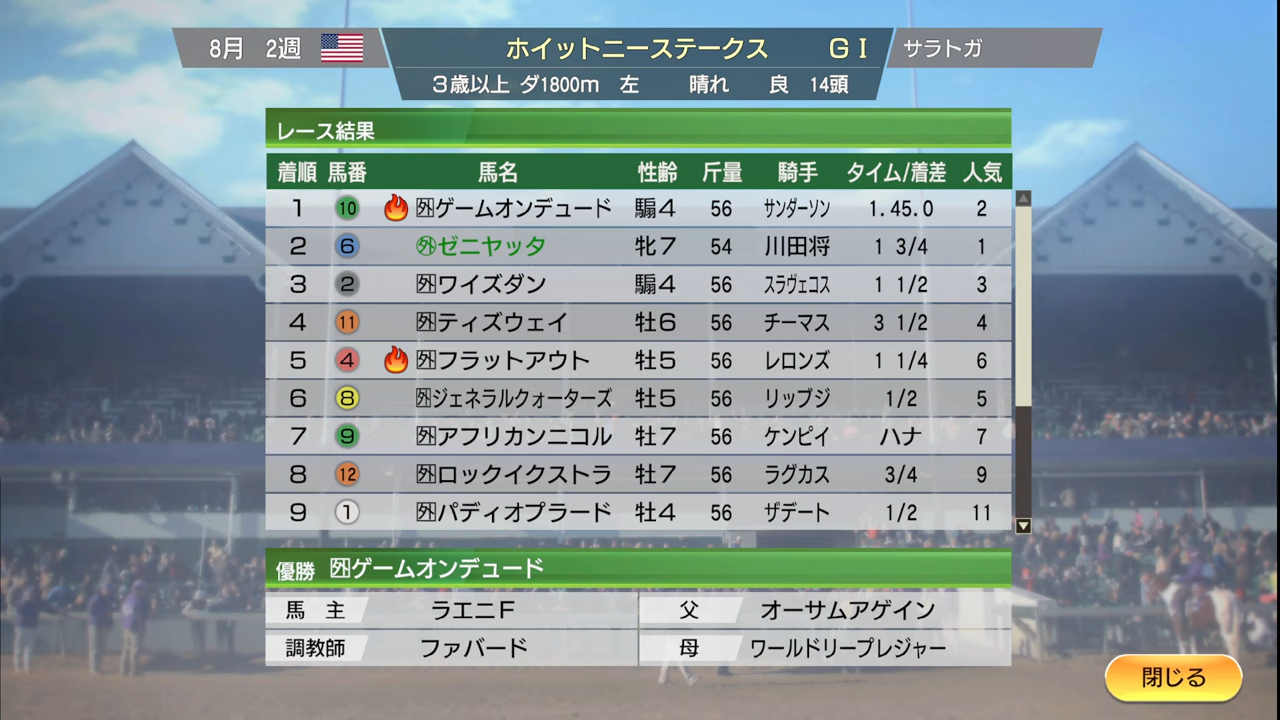 8月 2週 ホイットニーステークス GⅠ サラトガ
3歳以上 ダ1800m 左 晴れ 良 14頭
レース結果
着順 馬番 馬名 性齢 斤量 騎手 タイム/着差 人気
1 10 外ゲームオンデュード 騸4 56 サンダーソン 1.45.0 2
2 6 外ゼニヤッタ 牝7 54 川田将 1 3/4 1
3 2 外ワイズダン 騸4 56 スラヴェコス 1 1/2 3
4 11 外ティズウェイ 牡6 56 チーマス 3 1/2 4
5 4 外フラットアウト 牡5 56 レロンズ 1 1/4 6
6 8 外ジェネラルクォーターズ 牡5 56 リップジ 1/2 5
7 9 外アフリカンニコル 牡7 56 ケンピイ ハナ 7
8 12 外ロックイクストラ 牡7 56 ラグカス 3/4 9
9 1 外パディオプラード 牡4 56 ザデート 1/2 11
優勝 外ゲームオンデュード
馬主 ラエニF 父 オーサムアゲイン
調教師 ファバード 母 ワールドリープレジャー
閉じる